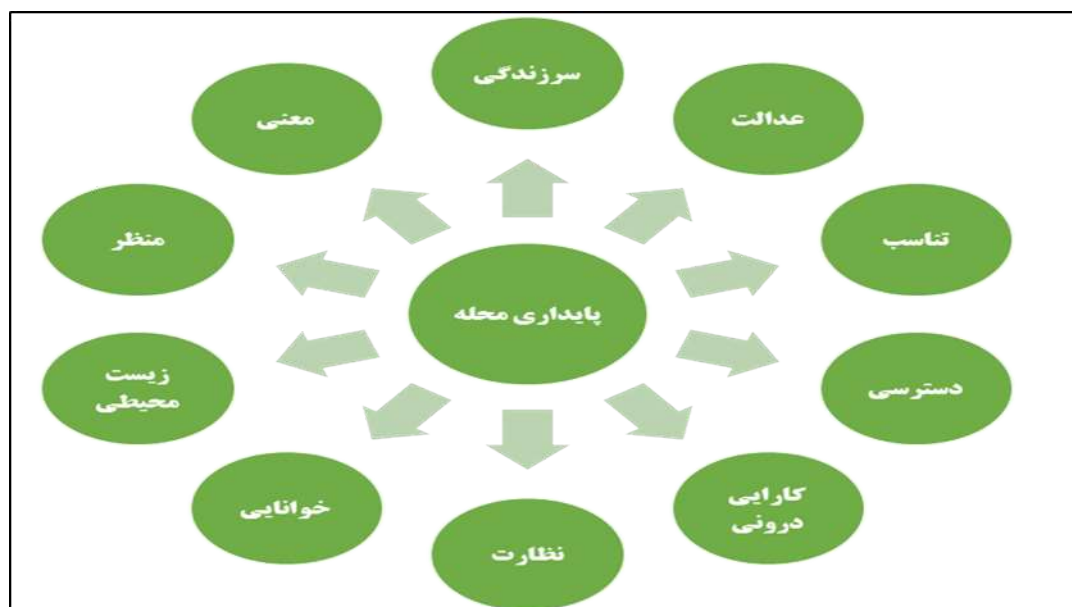 سرزندگی
عدالت
تناسب
دسترسی
کارایی
درونی
نظارت
خوانایی
زیست
محیطی
منظر
معنی
پایداری محله